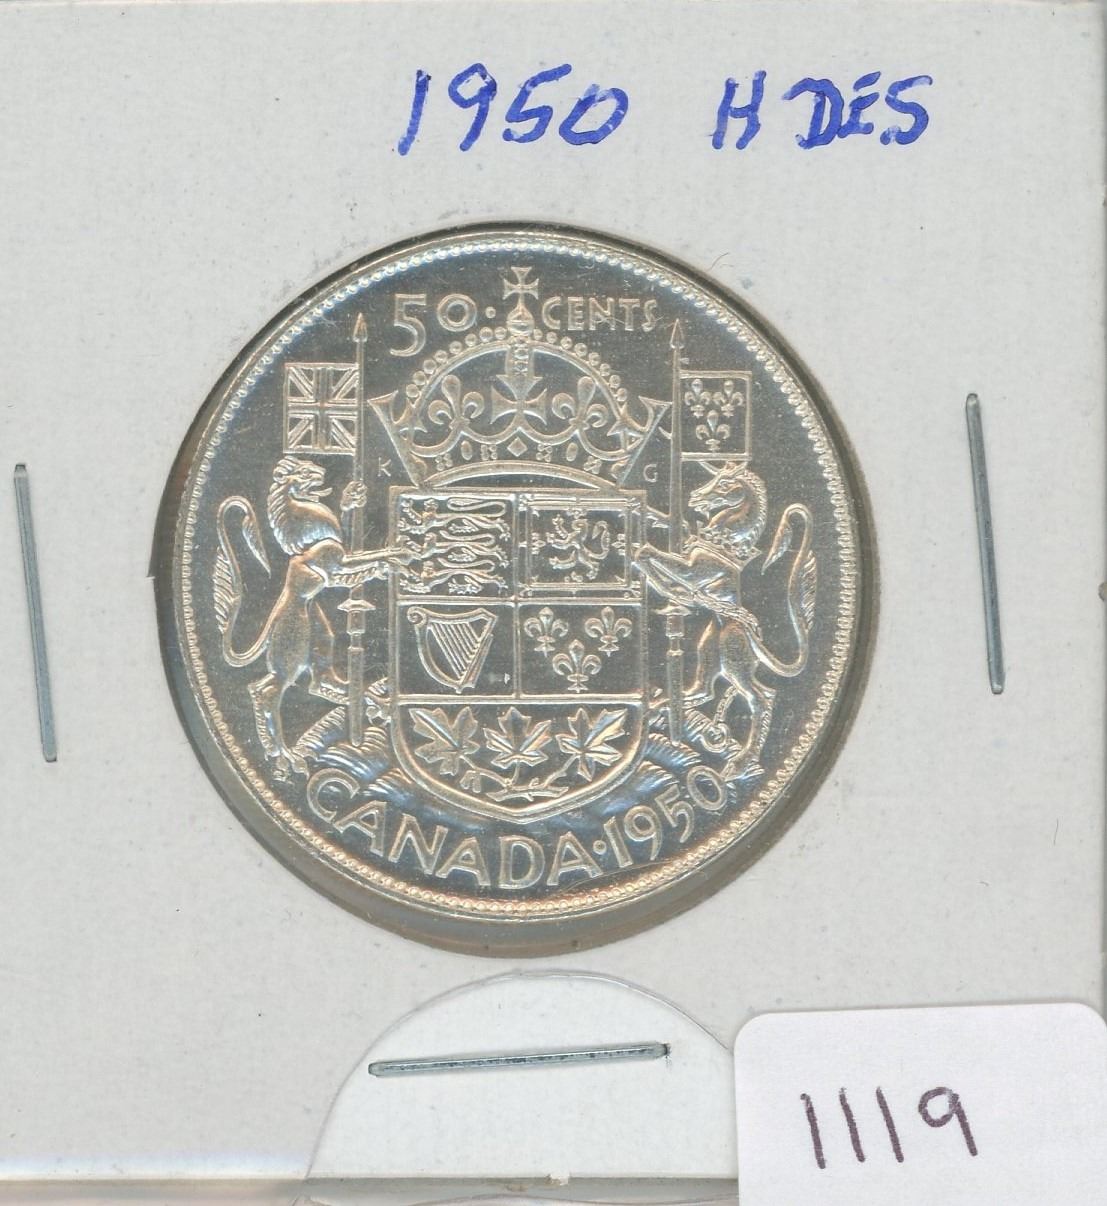 1950 H DES
50 · CENTS
K G
P
CANADA · 1950
1119